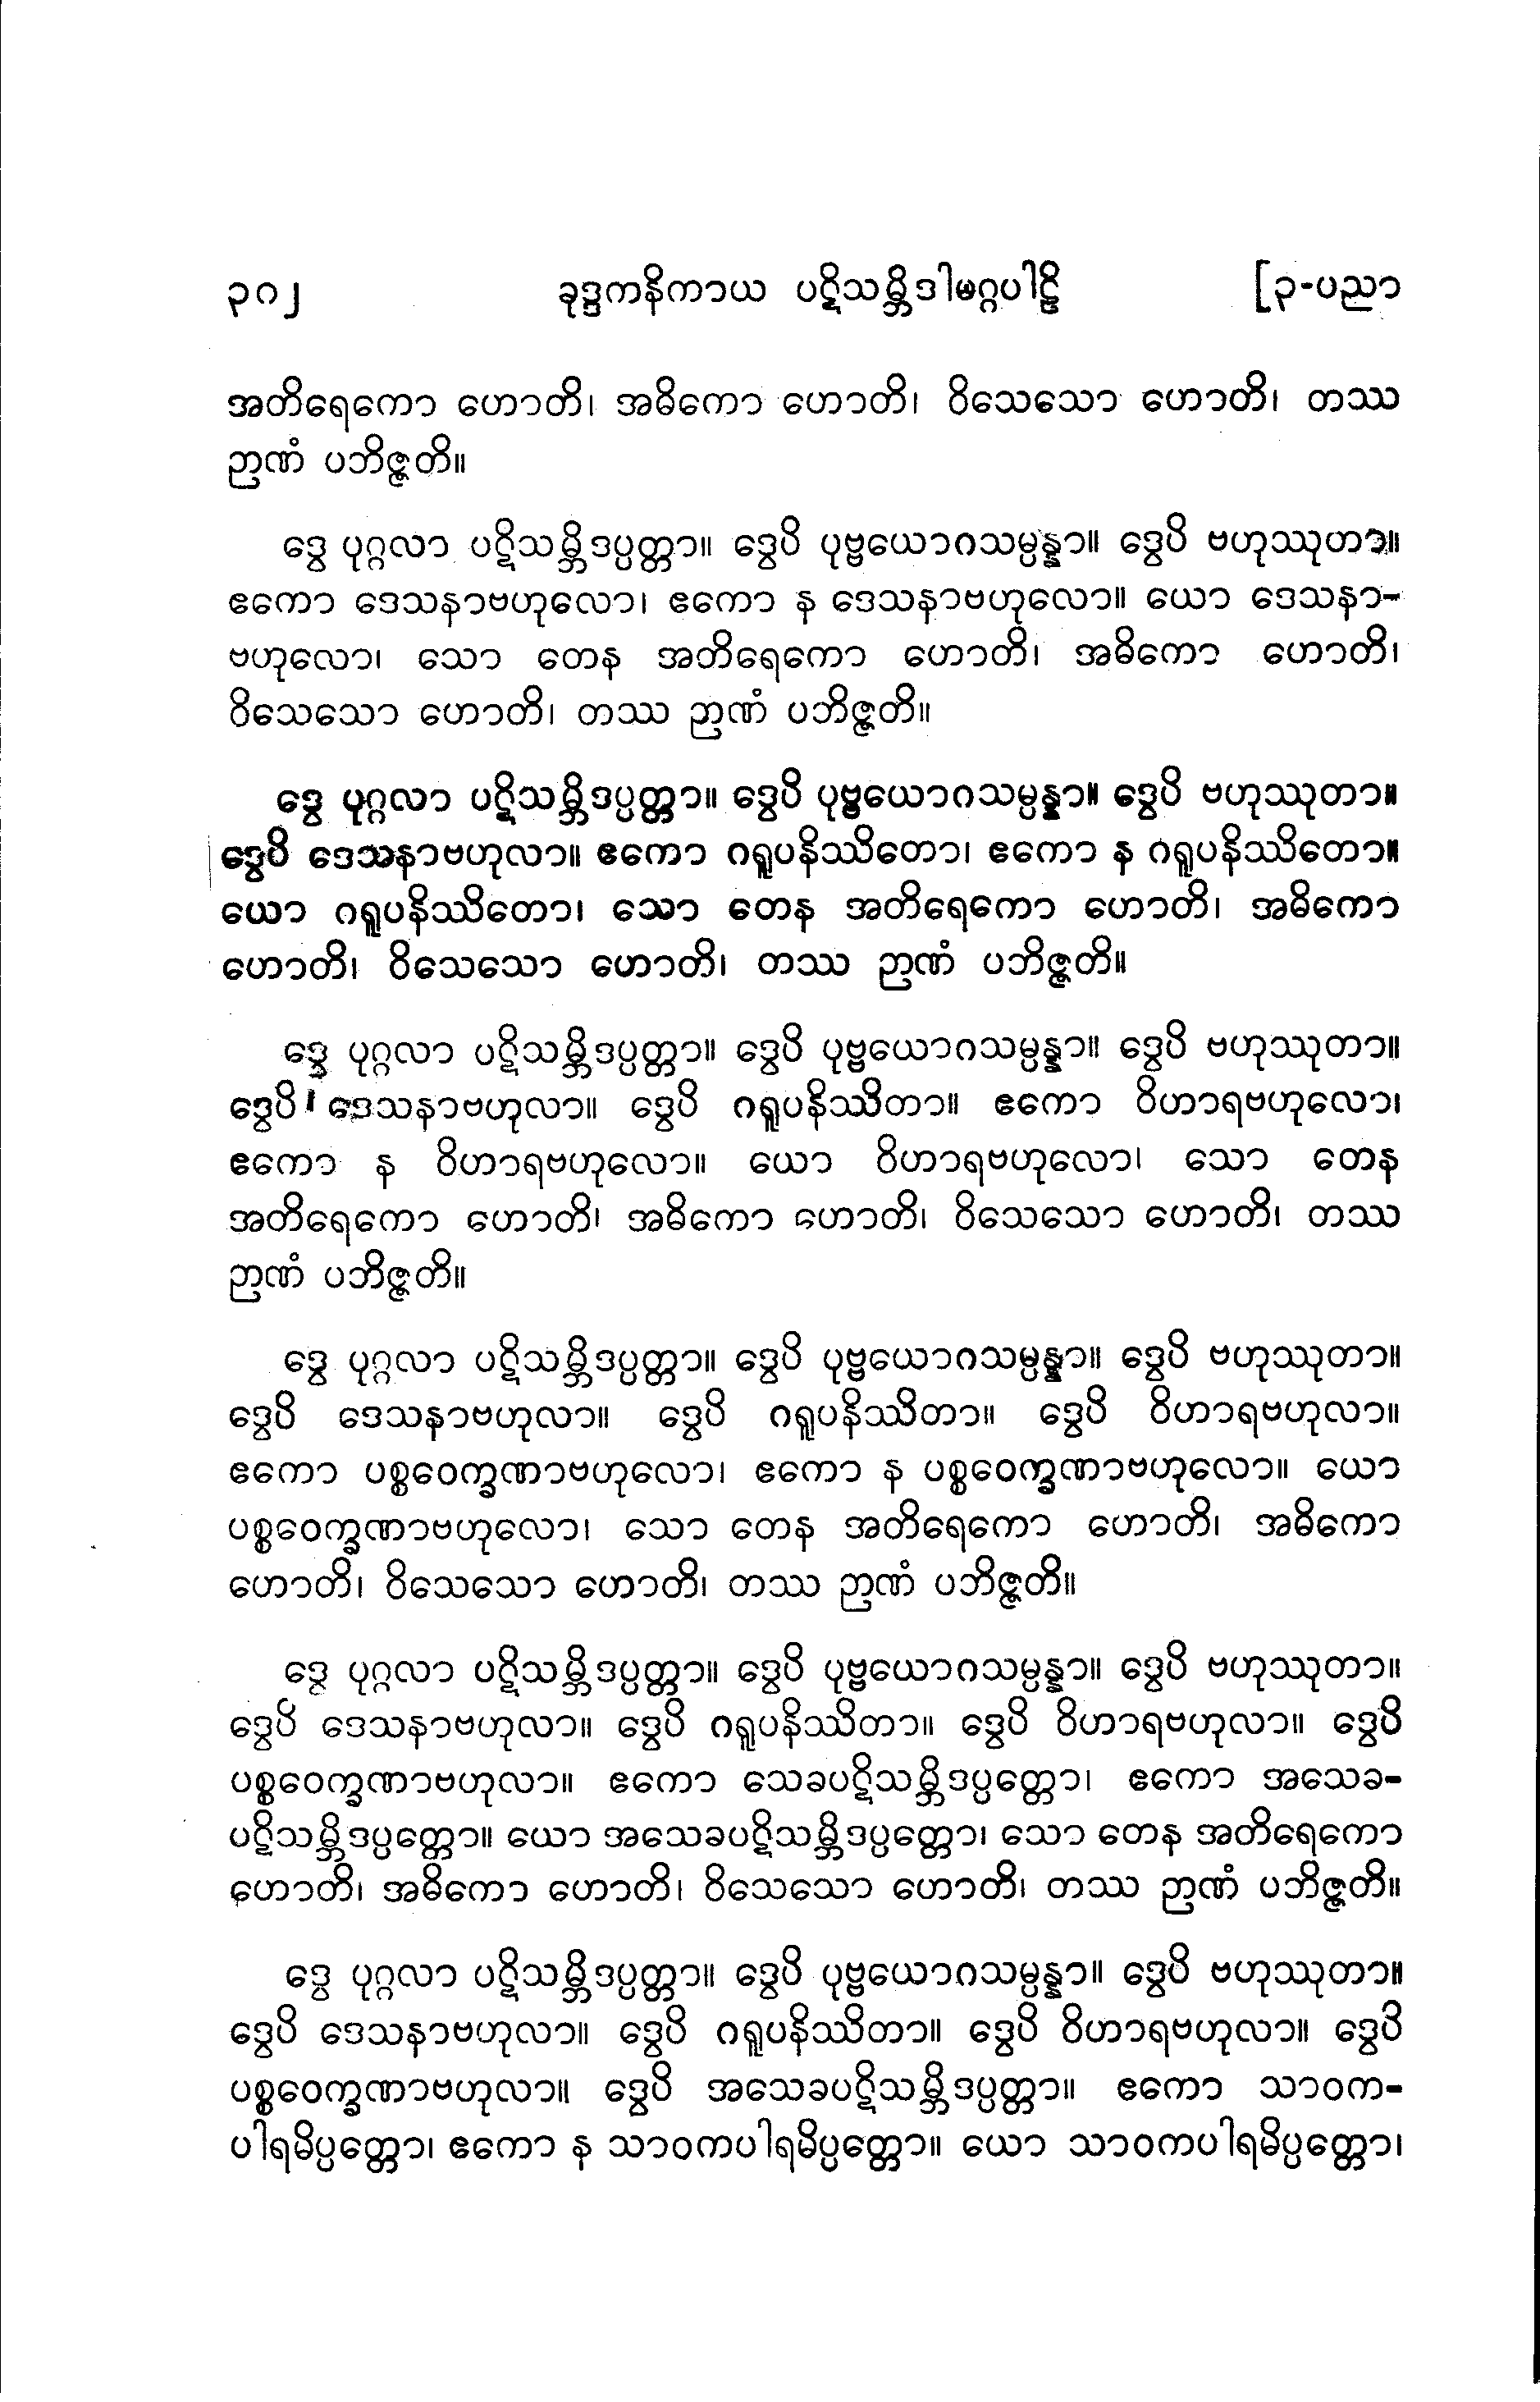 ၃၈၂ ခုဒ္ဒကနိကာယ ပဋိသမ္ဘိဒါမဂ္ဂပါဠိ [၃-ပညာ
အတိရေကော ဟောတိ၊ အဓိကော ဟောတိ၊ ဝိသေသော ဟောတိ၊ တဿ
ဉာဏံ ပဘိဇ္ဇတိ။
ဒွေ ပုဂ္ဂလာ ပဋိသမ္ဘိဒပ္ပတ္တာ။ ဒွေပိ ပုဗ္ဗယောဂသမ္ပန္နာ။ ဒွေပိ ဗဟုဿုတာ။
ဧကော ဒေသနာဗဟုလော၊ ဧကော န ဒေသနာဗဟုလော။ ယော ဒေသနာ-
ဗဟုလော၊ သော တေန အတိရေကော ဟောတိ၊ အဓိကော ဟောတိ၊
ဝိသေသော ဟောတိ၊ တဿ ဉာဏံ ပဘိဇ္ဇတိ။
ဒွေ ပုဂ္ဂလာ ပဋိသမ္ဘိဒပ္ပတ္တာ။ ဒွေပိ ပုဗ္ဗယောဂသမ္ပန္နာ။ ဒွေပိ ဗဟုဿုတာ။
ဒွေပိ ဒေသနာဗဟုလာ။ ဧကော ဂရူပနိဿိတော၊ ဧကော န ဂရူပနိဿိတော။
ယော ဂရူပနိဿိတော၊ သော တေန အတိရေကော ဟောတိ၊ အဓိကော
ဟောတိ၊ ဝိသေသော ဟောတိ၊ တဿ ဉာဏံ ပဘိဇ္ဇတိ။
ဒွေ ပုဂ္ဂလာ ပဋိသမ္ဘိဒပ္ပတ္တာ။ ဒွေပိ ပုဗ္ဗယောဂသမ္ပန္နာ။ ဒွေပိ ဗဟုဿုတာ။
ဒွေပိ ဒေသနာဗဟုလာ။ ဒွေပိ ဂရူပနိဿိတာ။ ဧကော ဝိဟာရဗဟုလော၊
ဧကော န ဝိဟာရဗဟုလော။ ယော ဝိဟာရဗဟုလော၊ သော တေန
အတိရေကော ဟောတိ၊ အဓိကော ဟောတိ၊ ဝိသေသော ဟောတိ၊ တဿ
ဉာဏံ ပဘိဇ္ဇတိ။
ဒွေ ပုဂ္ဂလာ ပဋိသမ္ဘိဒပ္ပတ္တာ။ ဒွေပိ ပုဗ္ဗယောဂသမ္ပန္နာ။ ဒွေပိ ဗဟုဿုတာ။
ဒွေပိ ဒေသနာဗဟုလာ။ ဒွေပိ ဂရူပနိဿိတာ။ ဒွေပိ ဝိဟာရဗဟုလာ။
ဧကော ပစ္စဝေက္ခဏာဗဟုလော၊ ဧကော န ပစ္စဝေက္ခဏာဗဟုလော။ ယော
ပစ္စဝေက္ခဏာဗဟုလော၊ သော တေန အတိရေကော ဟောတိ၊ အဓိကော
ဟောတိ၊ ဝိသေသော ဟောတိ၊ တဿ ဉာဏံ ပဘိဇ္ဇတိ။
ဒွေ ပုဂ္ဂလာ ပဋိသမ္ဘိဒပ္ပတ္တာ။ ဒွေပိ ပုဗ္ဗယောဂသမ္ပန္နာ။ ဒွေပိ ဗဟုဿုတာ။
ဒွေပိ ဒေသနာဗဟုလာ။ ဒွေပိ ဂရူပနိဿိတာ။ ဒွေပိ ဝိဟာရဗဟုလာ။ ဒွေပိ
ပစ္စဝေက္ခဏာဗဟုလာ။ ဧကော သေခပဋိသမ္ဘိဒပ္ပတ္တော၊ ဧကော အသေခ-
ပဋိသမ္ဘိဒပ္ပတ္တော။ ယော အသေခပဋိသမ္ဘိဒပ္ပတ္တော၊ သော တေန အတိရေကော
ဟောတိ၊ အဓိကော ဟောတိ၊ ဝိသေသော ဟောတိ၊ တဿ ဉာဏံ ပဘိဇ္ဇတိ။
ဒွေ ပုဂ္ဂလာ ပဋိသမ္ဘိဒပ္ပတ္တာ။ ဒွေပိ ပုဗ္ဗယောဂသမ္ပန္နာ။ ဒွေပိ ဗဟုဿုတာ။
ဒွေပိ ဒေသနာဗဟုလာ။ ဒွေပိ ဂရူပနိဿိတာ။ ဒွေပိ ဝိဟာရဗဟုလာ။ ဒွေပိ
ပစ္စဝေက္ခဏာဗဟုလာ။ ဒွေပိ အသေခပဋိသမ္ဘိဒပ္ပတ္တာ။ ဧကော သာဝက-
ပါရမိပ္ပတ္တော၊ ဧကော န သာဝကပါရမိပ္ပတ္တော။ ယော သာဝကပါရမိပ္ပတ္တော၊